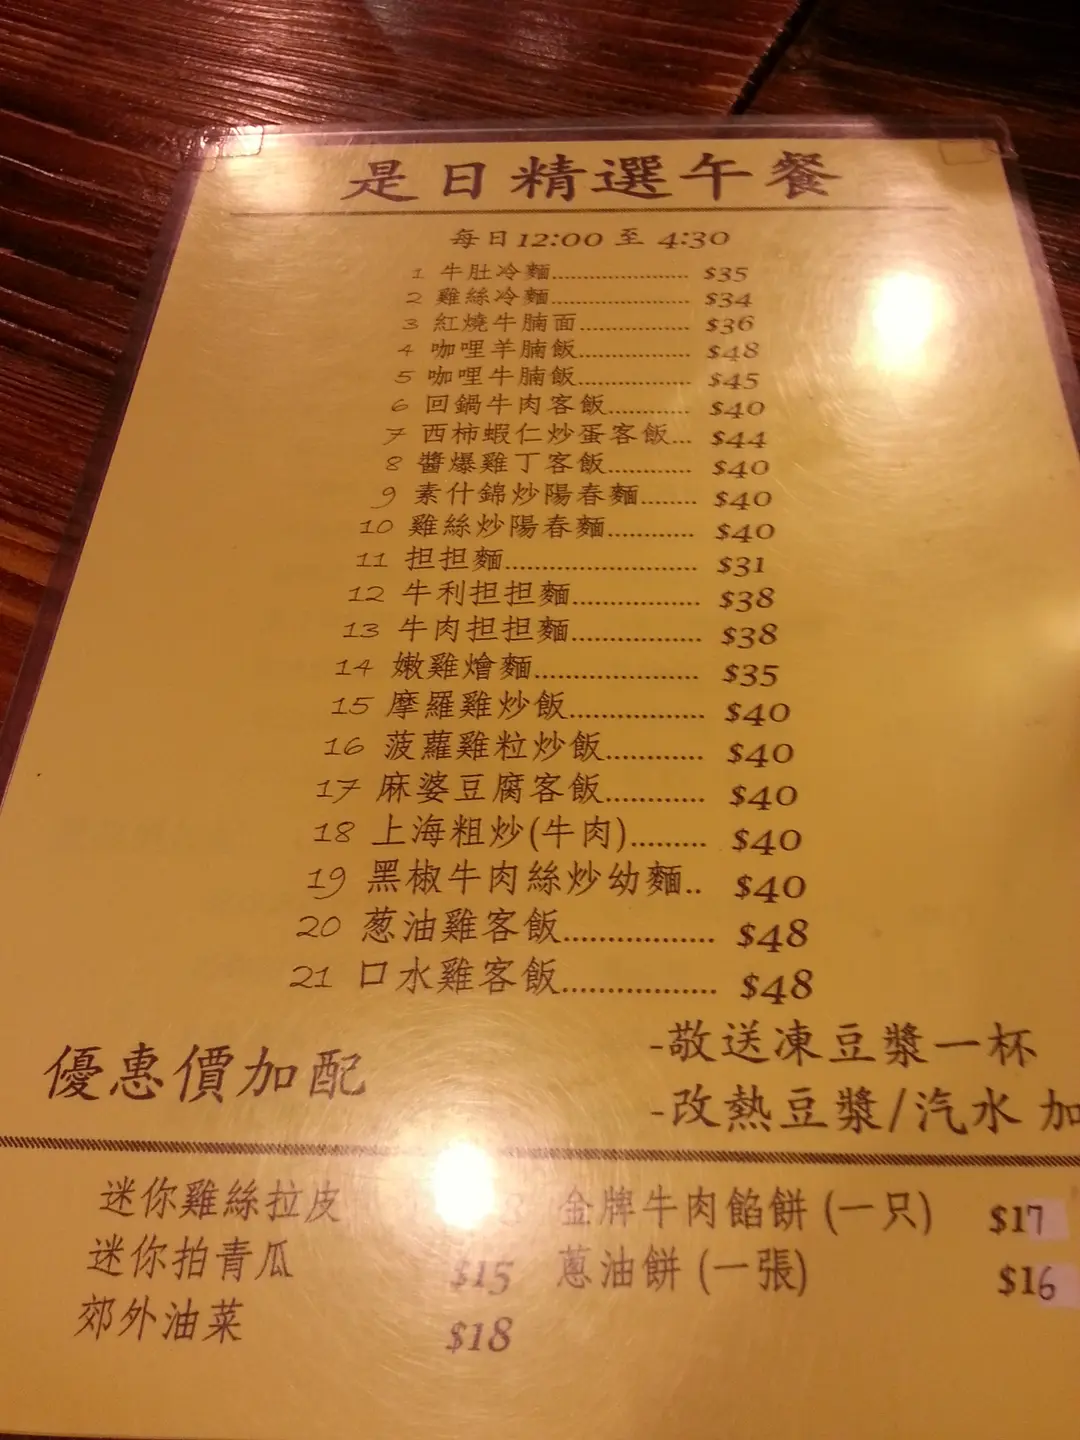 是日精選午餐
每日12:00 至 4:30
1 牛肚冷麵..................... $35
2 雞絲冷麵..................... $34
3 紅燒牛腩面................. $36
4 咖哩羊腩飯................. $48
5 咖哩牛腩飯................. $45
6 回鍋牛肉客飯............ $40
7 西柿蝦仁炒蛋客飯... $44
8 醬爆雞丁客飯............ $40
9 素什錦炒陽春麵........ $40
10 雞絲炒陽春麵............ $40
11 担担麵........................... $31
12 牛利担担麵................. $38
13 牛肉担担麵................. $38
14 嫩雞燴麵...................... $35
15 摩羅雞炒飯................. $40
16 菠蘿雞粒炒飯............ $40
17 麻婆豆腐客飯............ $40
18 上海粗炒(牛肉)......... $40
19 黑椒牛肉絲炒幼麵.. $40
20 葱油雞客飯................. $48
21 口水雞客飯................. $48
優惠價加配
-敬送凍豆漿一杯
-改熱豆漿/汽水 加
迷你雞絲拉皮
金牌牛肉餡餅 (一只) $17
迷你拍青瓜 $15
蔥油餅 (一張) $16
郊外油菜 $18